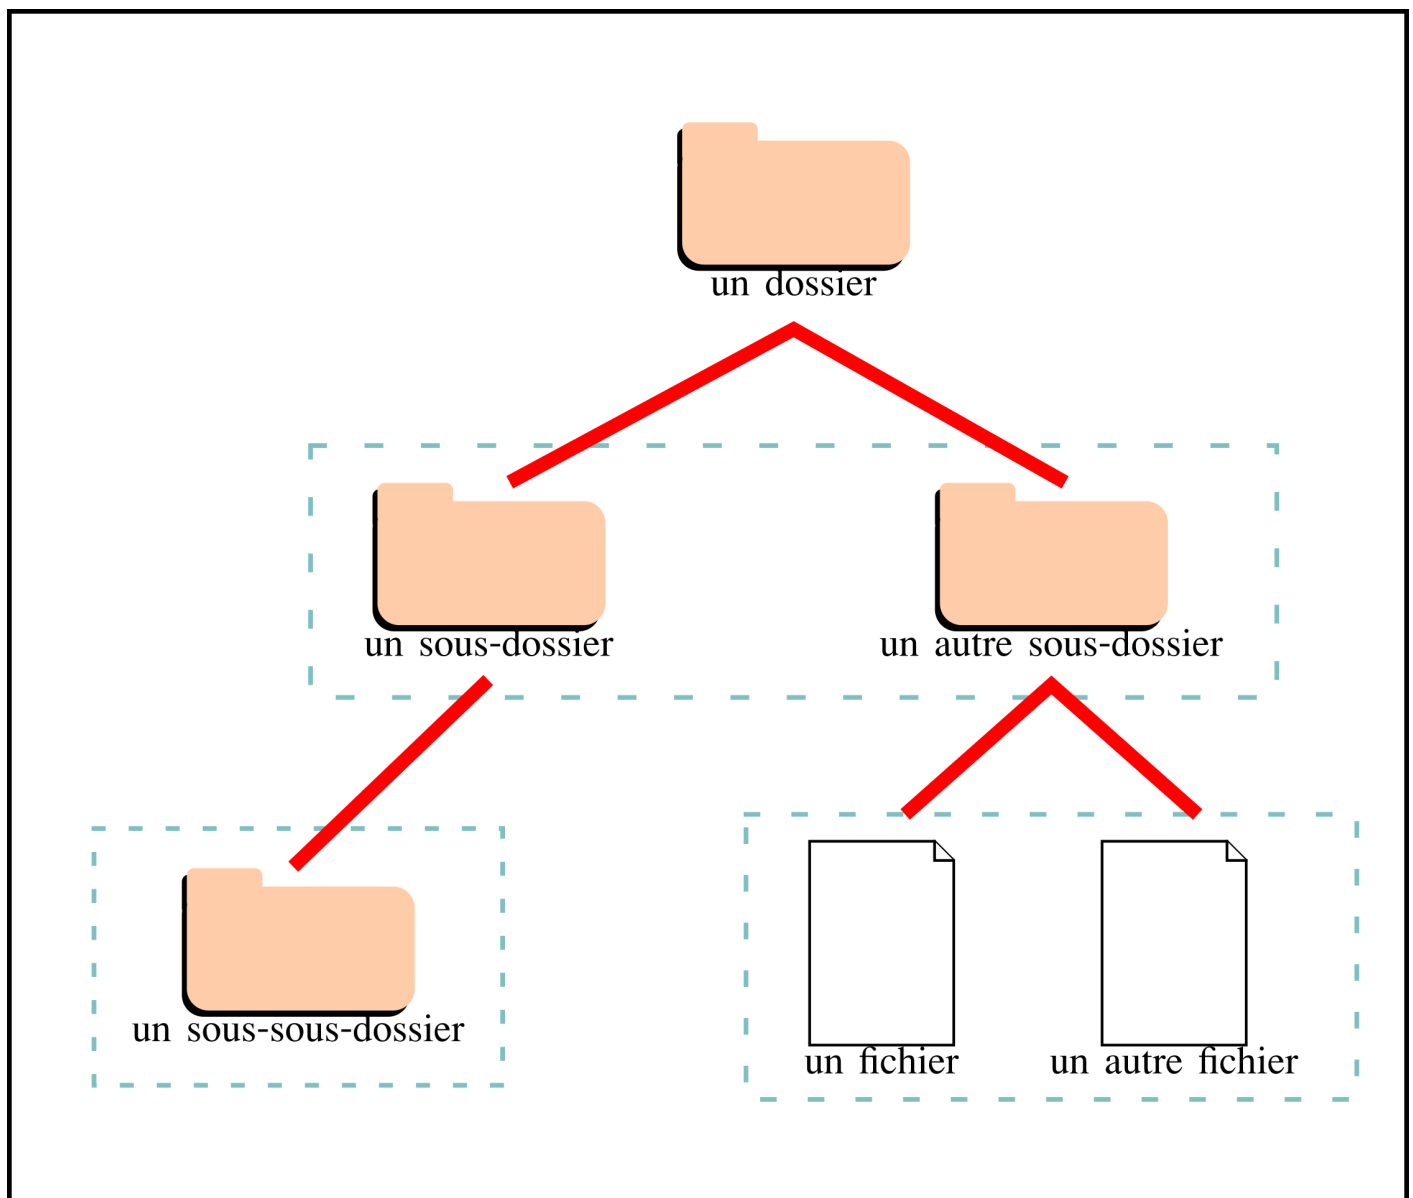 un dossier
un sous-dossier
un autre sous-dossier
un sous-sous-dossier
un fichier
un autre fichier